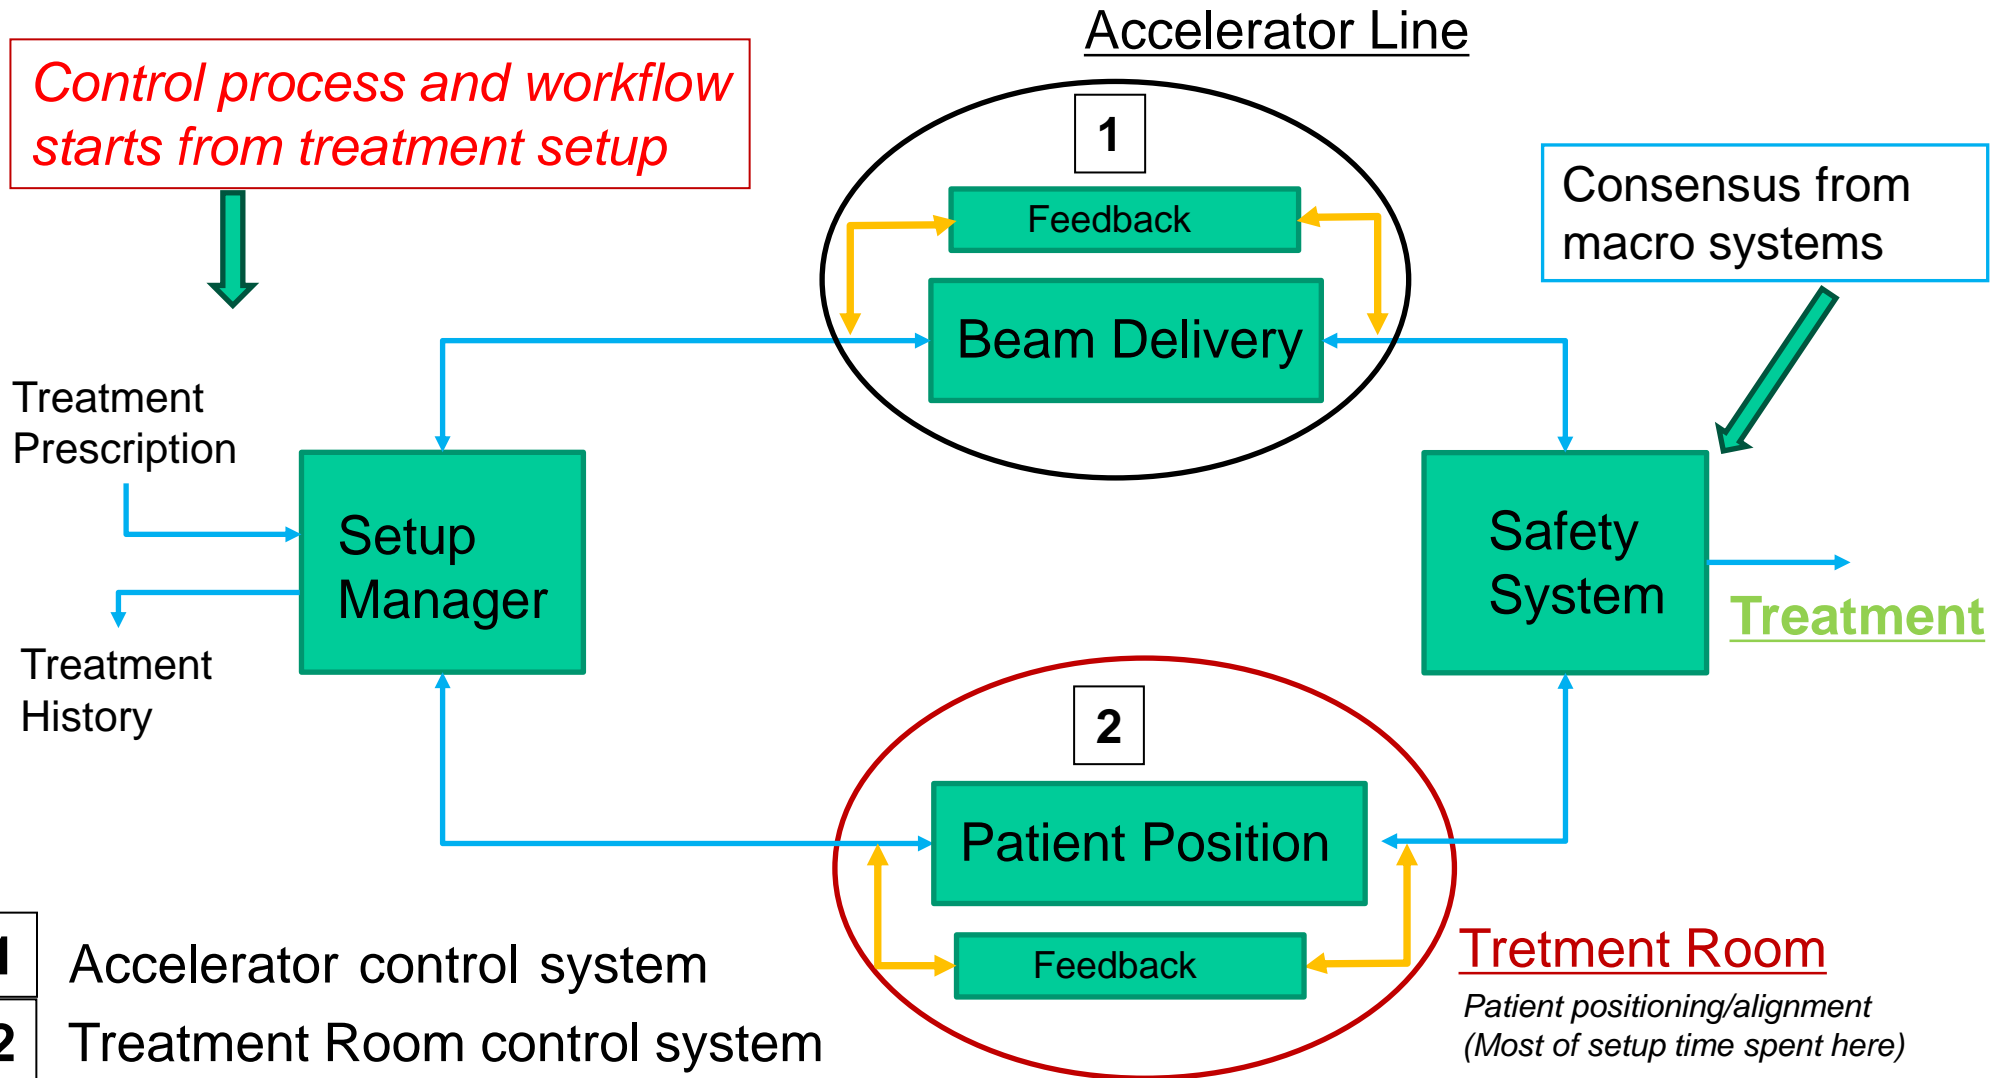 Accelerator Line
Control process and workflow
starts from treatment setup
1
Feedback
Beam Delivery
Consensus from
macro systems
Treatment
Prescription
Setup
Manager
Treatment
History
Safety
System
Treatment
2
Patient Position
Feedback
Tretment Room
Patient positioning/alignment
(Most of setup time spent here)
1 Accelerator control system
2 Treatment Room control system